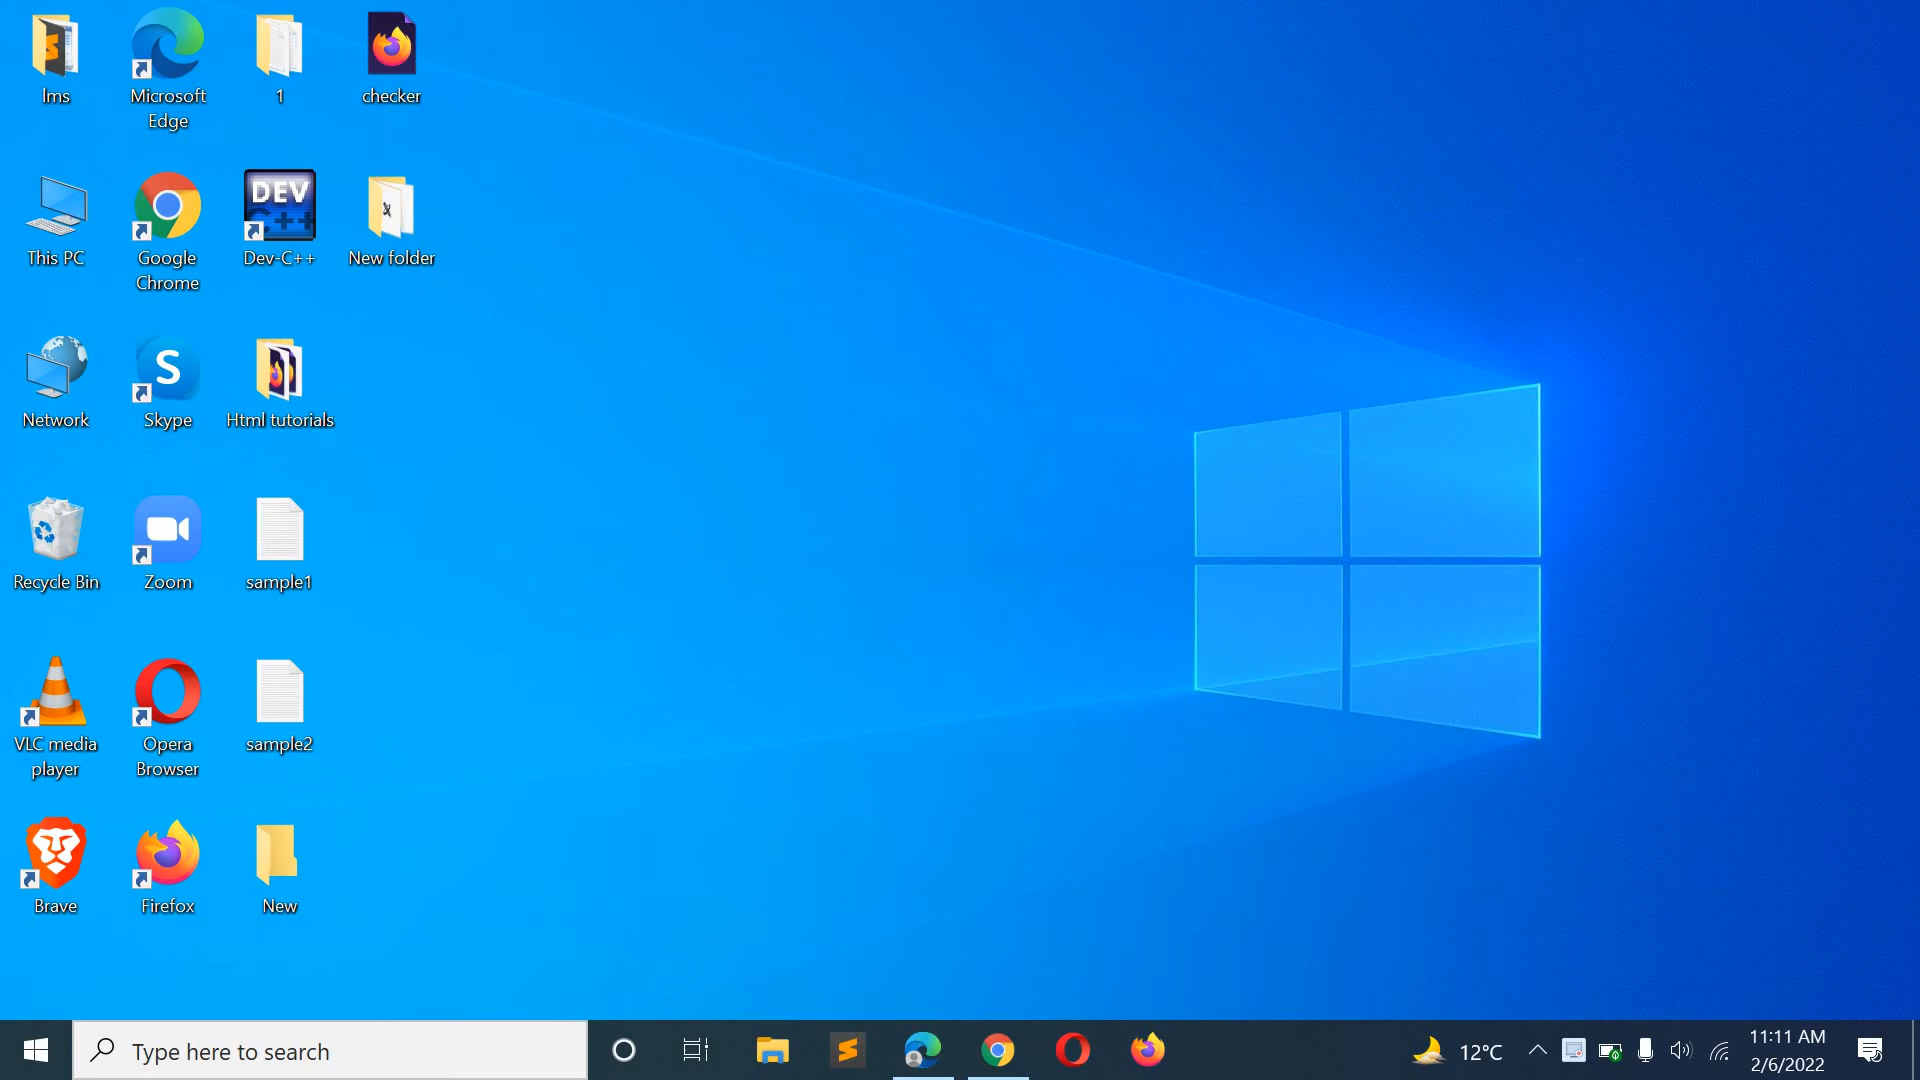 lms
Microsoft
Edge
1
checker
This PC
Google
Chrome
DEV
C++
Dev-C++
New folder
Network
S
Skype
Html tutorials
Recycle Bin
Zoom
sample1
VLC media
player
Opera
Browser
sample2
Brave
Firefox
New
Type here to search
12°C
11:11 AM
2/6/2022